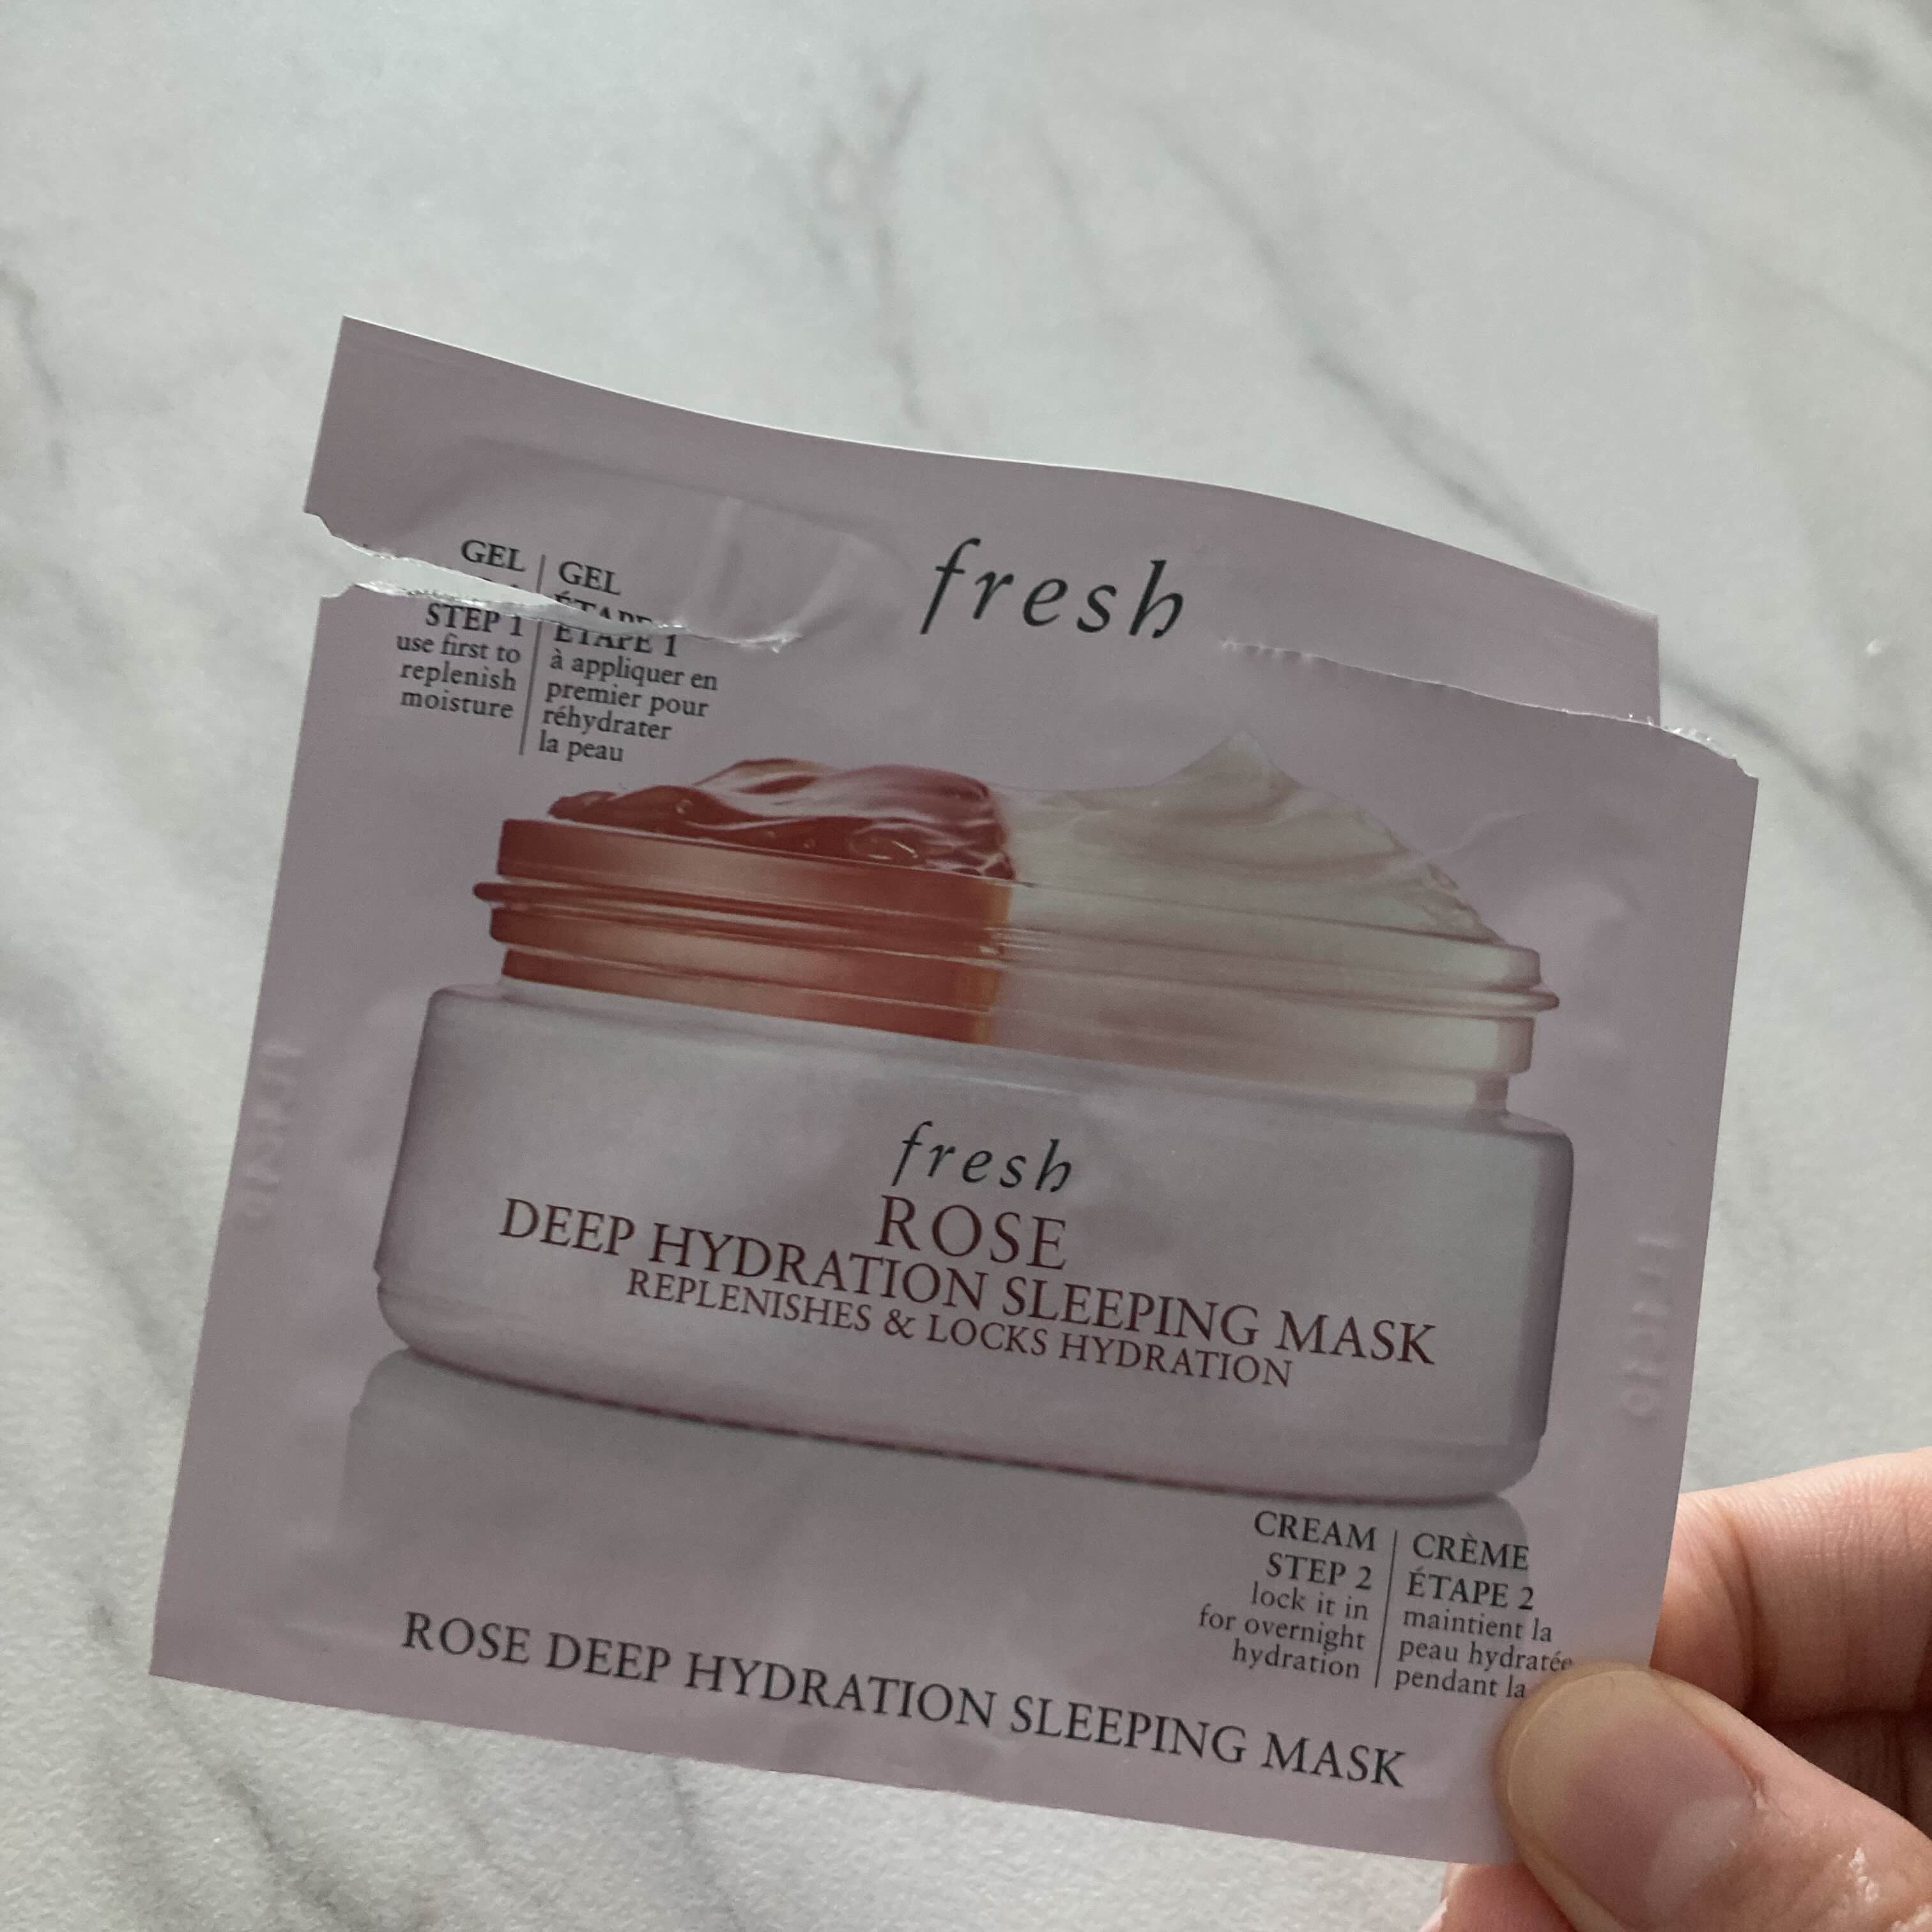 fresh
GEL
STEP 1
use first to
replenish
moisture
GEL
ÉTAPE 1
à appliquer en
premier pour
réhydrater
la peau
fresh
ROSE
DEEP HYDRATION SLEEPING MASK
REPLENISHES & LOCKS HYDRATION
CREAM
STEP 2
lock it in
for overnight
hydration
CRÈME
ÉTAPE 2
maintient la
peau hydratée
pendant la
ROSE DEEP HYDRATION SLEEPING MASK